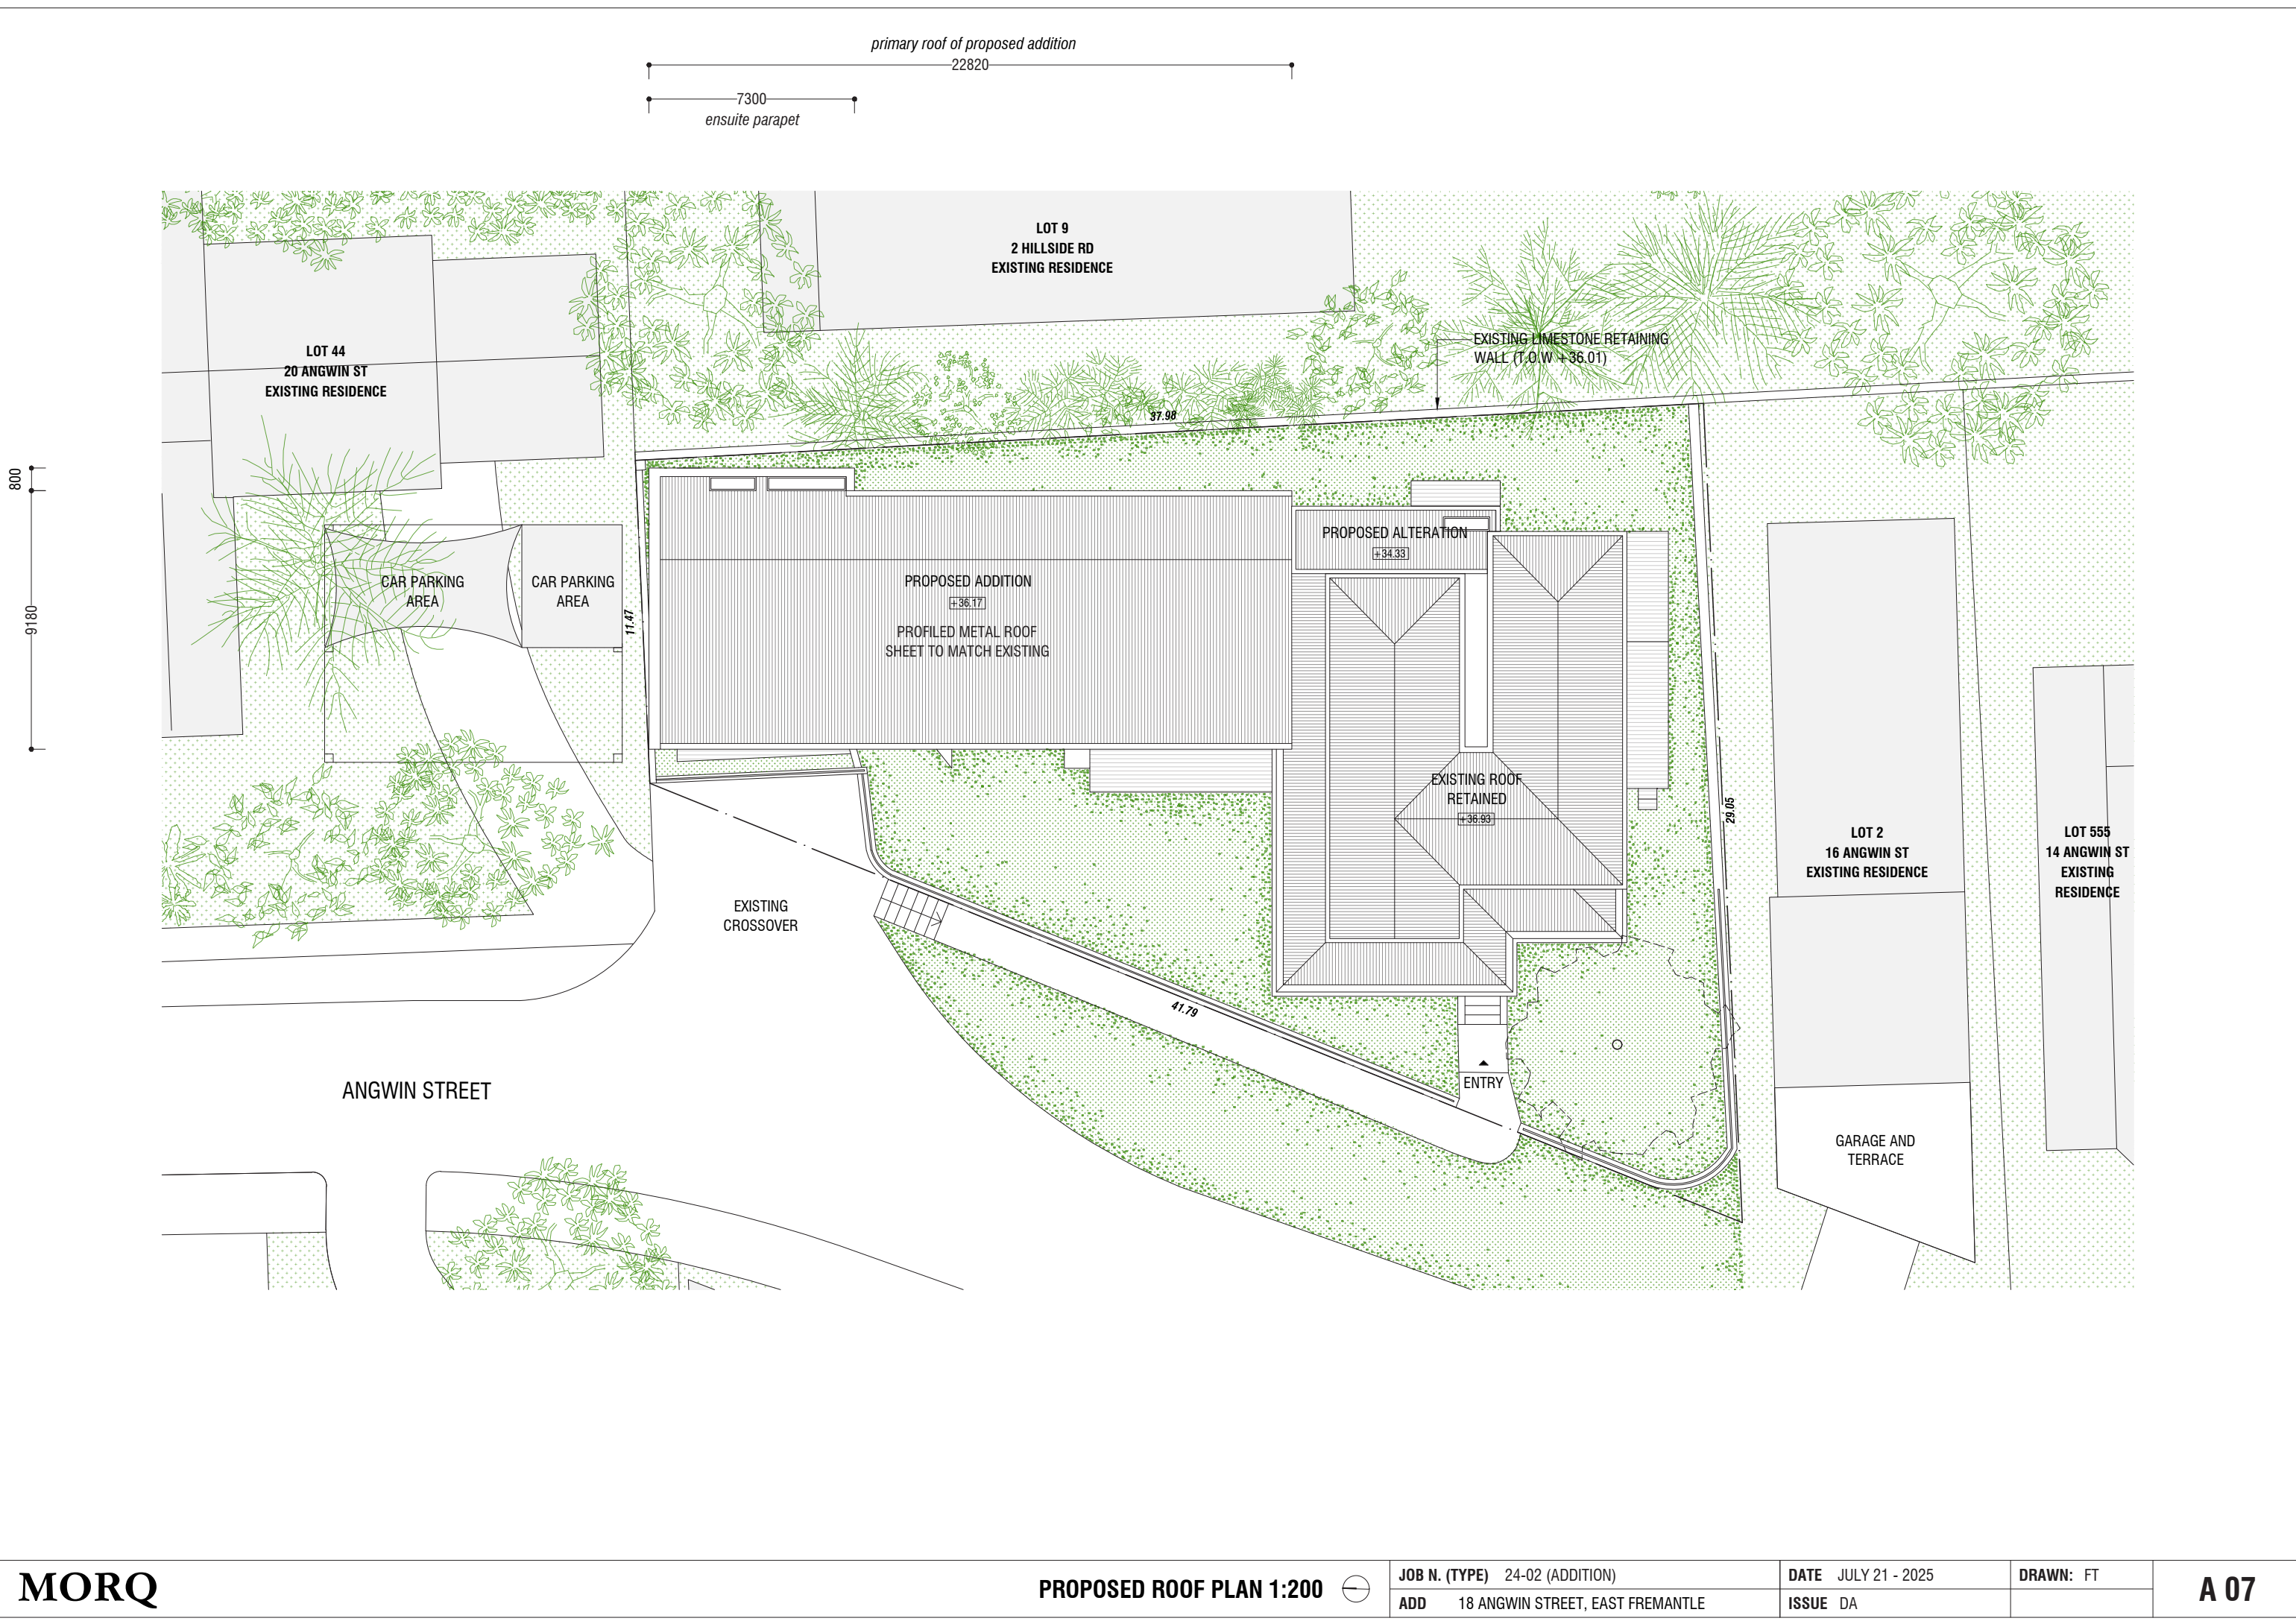 primary roof of proposed addition
22820
7300
ensuite parapet
LOT 9
2 HILLSIDE RD
EXISTING RESIDENCE
LOT 44
20 ANGWIN ST
EXISTING RESIDENCE
EXISTING LIMESTONE RETAINING
WALL (T.O.W +36.01)
37.98
800
9180
CAR PARKING
AREA
CAR PARKING
AREA
11.47
PROPOSED ADDITION
+36.17
PROFILED METAL ROOF
SHEET TO MATCH EXISTING
PROPOSED ALTERATION
+34.33
EXISTING ROOF
RETAINED
+36.93
29.05
LOT 2
16 ANGWIN ST
EXISTING RESIDENCE
LOT 555
14 ANGWIN ST
EXISTING
RESIDENCE
EXISTING
CROSSOVER
41.79
ENTRY
ANGWIN STREET
GARAGE AND
TERRACE
MORQ
PROPOSED ROOF PLAN 1:200
JOB N. (TYPE) 24-02 (ADDITION)
ADD 18 ANGWIN STREET, EAST FREMANTLE
DATE JULY 21 - 2025
ISSUE DA
DRAWN: FT
A 07